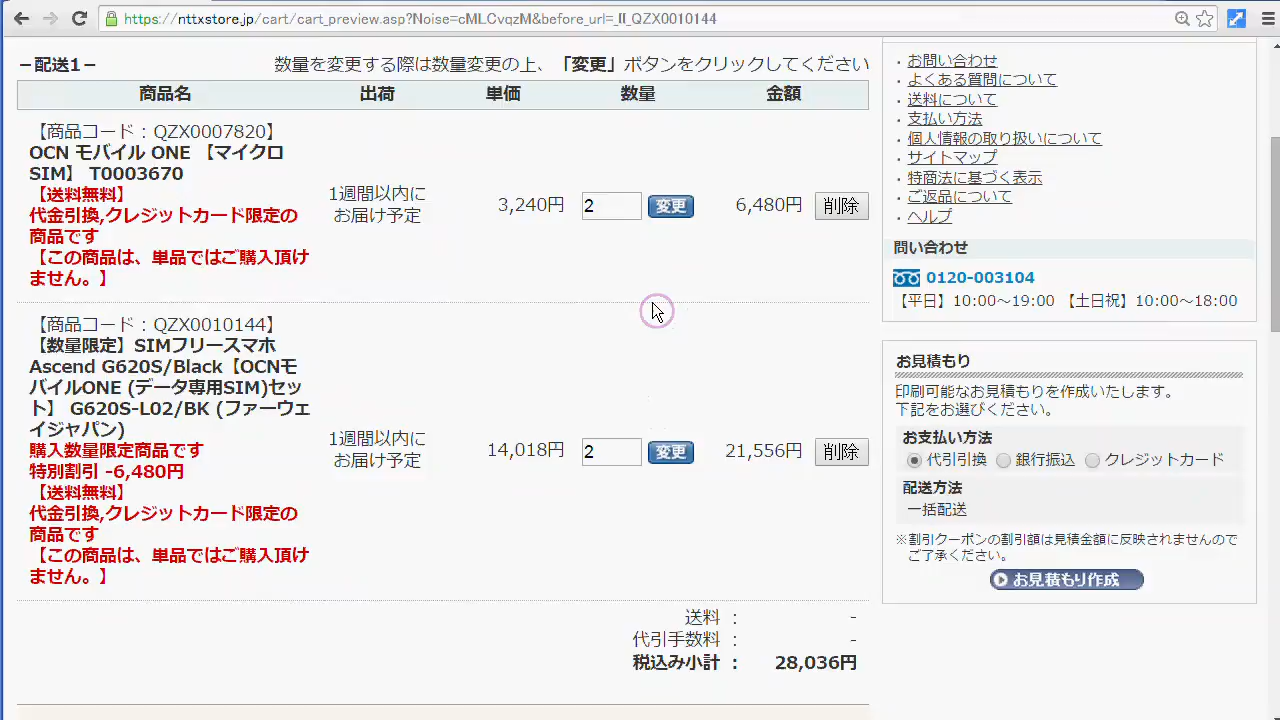 https://nttxstore.jp/cart/cart_preview.asp?Noise=cMLCvqzM&before_url=_II_QZX0010144
－配送1－
数量を変更する際は数量変更の上、「変更」ボタンをクリックしてください
商品名 出荷 単価 数量 金額
【商品コード：QZX0007820】
OCN モバイル ONE 【マイクロ
SIM】 T0003670
【送料無料】
代金引換,クレジットカード限定の
商品です
【この商品は、単品ではご購入頂け
ません。】
1週間以内に
お届け予定
3,240円 2 変更 6,480円 削除
【商品コード：QZX0010144】
【数量限定】SIMフリースマホ
Ascend G620S/Black【OCNモ
バイルONE (データ専用SIM)セッ
ト】 G620S-L02/BK (ファーウェ
イジャパン)
購入数量限定商品です
特別割引 -6,480円
【送料無料】
代金引換,クレジットカード限定の
商品です
【この商品は、単品ではご購入頂け
ません。】
1週間以内に
お届け予定
14,018円 2 変更 21,556円 削除
送料 ： -
代引手数料 ： -
税込み小計 ： 28,036円
・お問い合わせ
・よくある質問について
・送料について
・支払い方法
・個人情報の取り扱いについて
・サイトマップ
・特商法に基づく表示
・ご返品について
・ヘルプ
問い合わせ
0120-003104
【平日】10:00～19:00 【土日祝】10:00～18:00
お見積もり
印刷可能なお見積もりを作成いたします。
下記をお選びください。
お支払い方法
代引引換 銀行振込 クレジットカード
配送方法
一括配送
※割引クーポンの割引額は見積金額に反映されませんので
ご了承ください。
お見積もり作成